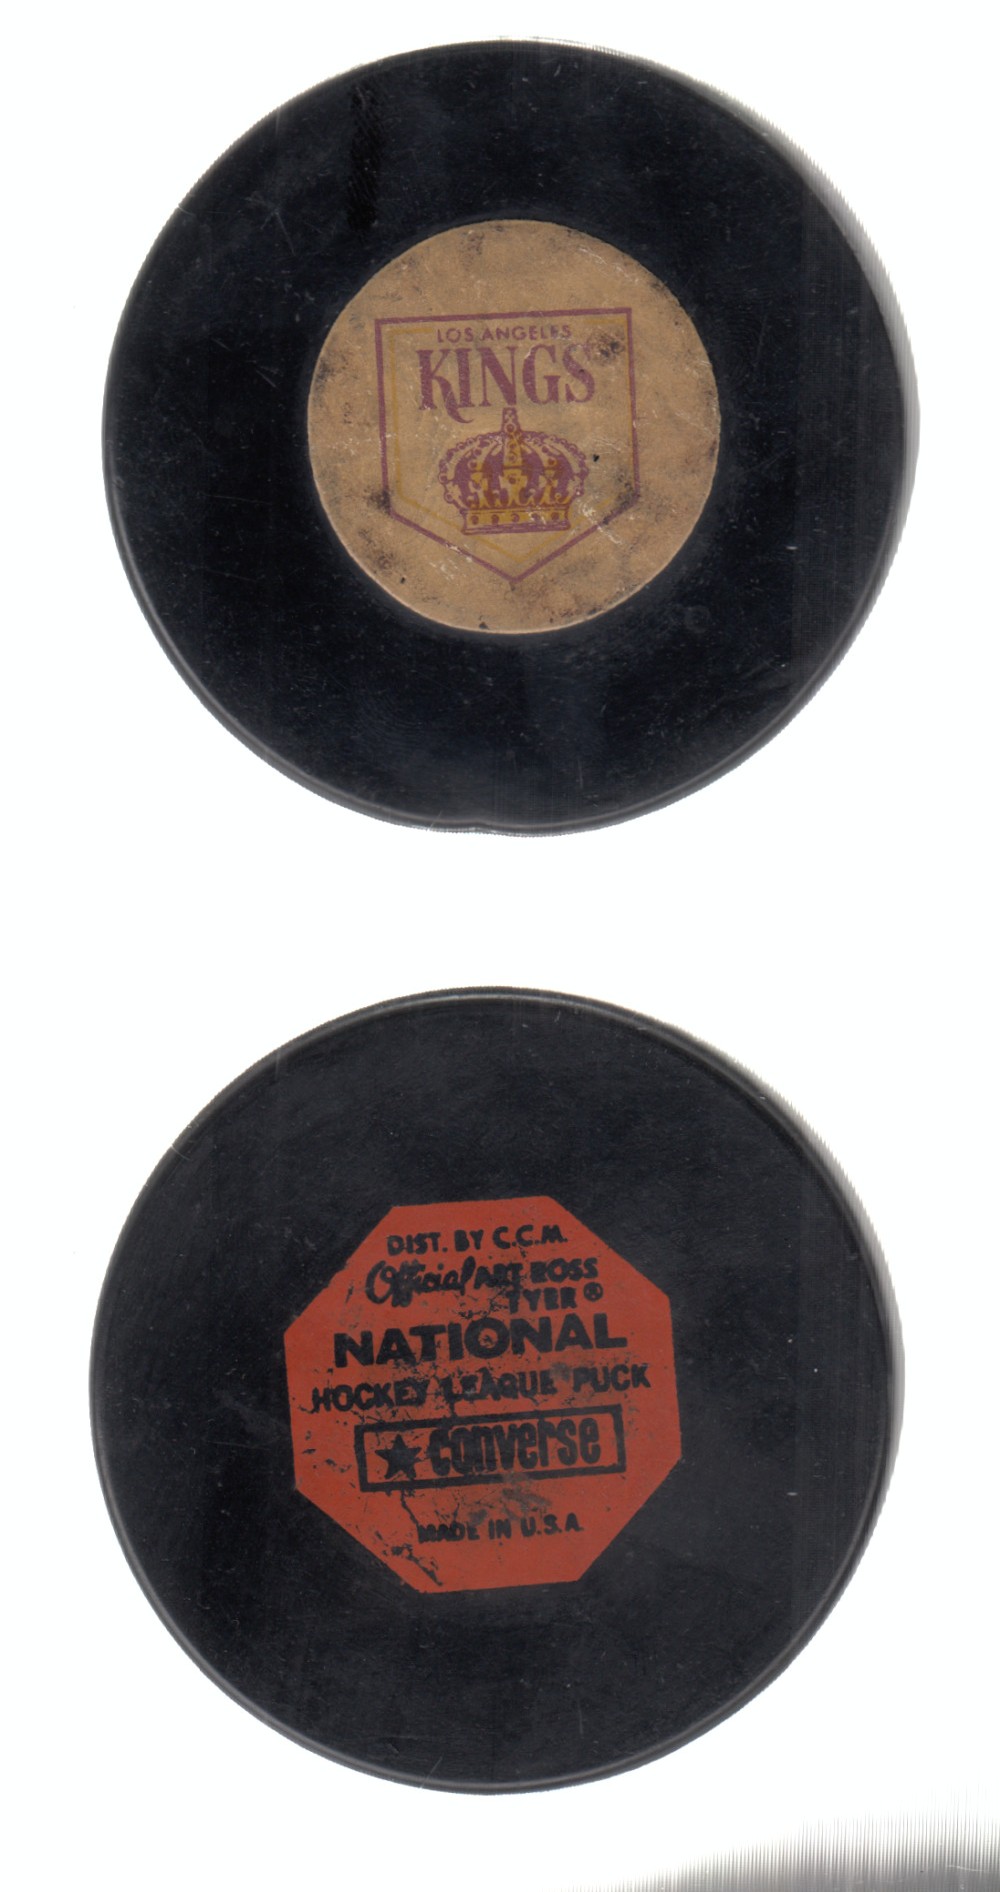 LOS ANGELES
KINGS
DIST. BY C.C.M.
Official ART ROSS
TYER ®
NATIONAL
HOCKEY LEAGUE PUCK
converse
MADE IN U.S.A.